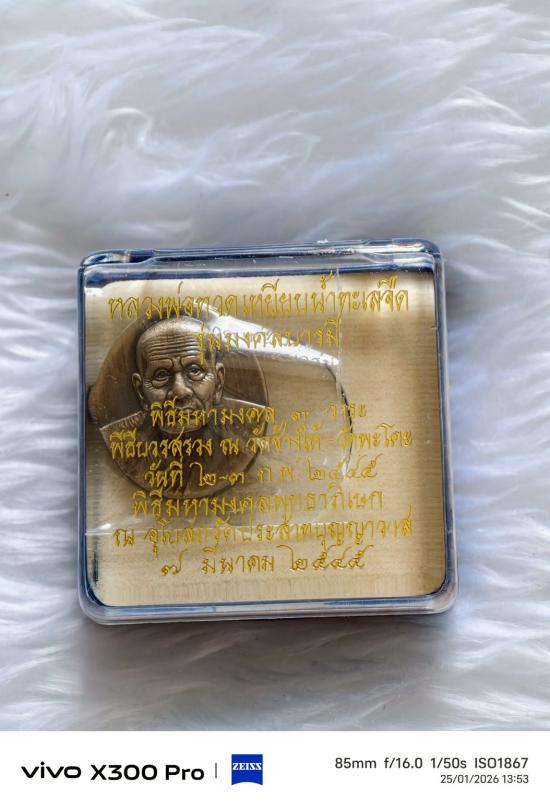 หลวงพ่อทวดเหยียบน้ำทะเลจืด
รุ่นมงคลบารมี
พิธีมหามงคล ๓ วาระ
พิธีบวงสรวง ณ วัดช้างให้ - วัดพะโคะ
วันที่ ๒-๓ ก.พ. ๒๕๔๕
พิธีมหามงคลพุทธาภิเษก
ณ อุโบสถวัดประสาทบุญญาวาส
๗ มีนาคม ๒๕๔๕
vivo X300 Pro | ZEISS
85mm f/16.0 1/50s ISO1867
25/01/2026 13:53